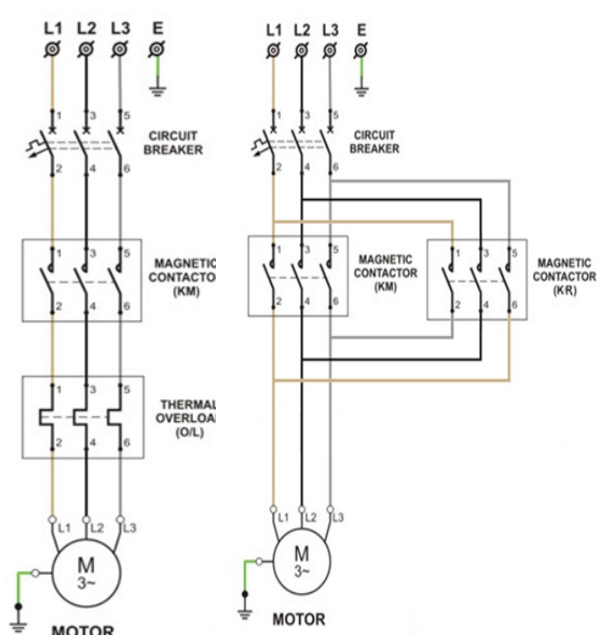 L1 L2 L3 E
1 3 5
CIRCUIT
BREAKER
2 4 6
1 3 5
MAGNETIC
CONTACTO
(KM)
2 4 6
1 3 5
THERMAL
OVERLOA
(O/L)
2 4 6
L1 L2 L3
M
3~
MOTOR
L1 L2 L3 E
1 3 5
CIRCUIT
BREAKER
2 4 6
1 3 5
MAGNETIC
CONTACTOR
(KM)
2 4 6
1 3 5
MAGNETIC
CONTACTOR
(KR)
2 4 6
L1 L2 L3
M
3~
MOTOR